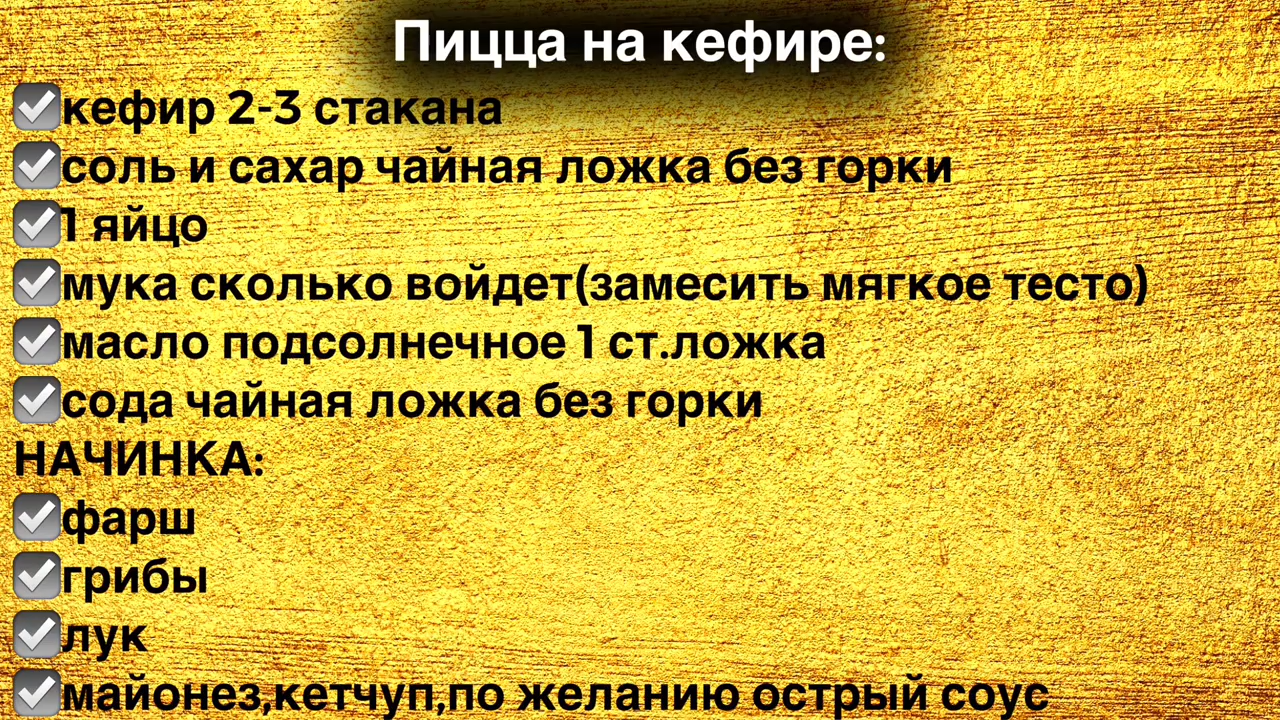 Пицца на кефире:
кефир 2-3 стакана
соль и сахар чайная ложка без горки
1 яйцо
мука сколько войдет(замесить мягкое тесто)
масло подсолнечное 1 ст.ложка
сода чайная ложка без горки
НАЧИНКА:
фарш
грибы
лук
майонез,кетчуп,по желанию острый соус